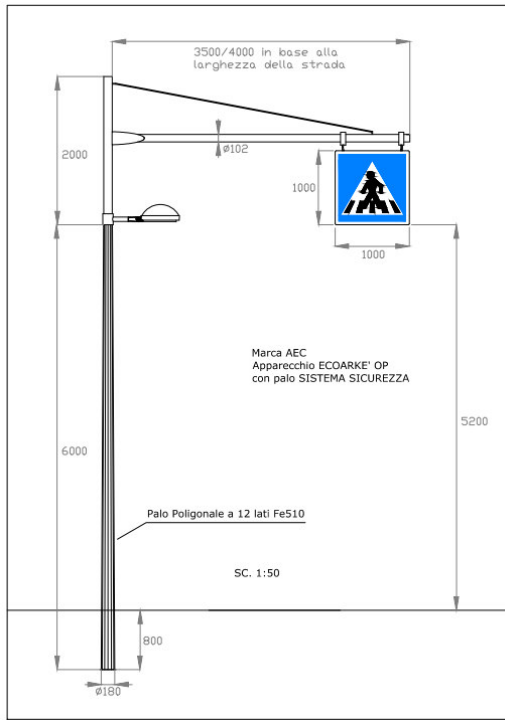 3500/4000 in base alla
larghezza della strada
2000
ø102
1000
1000
Marca AEC
Apparecchio ECOARKE' OP
con palo SISTEMA SICUREZZA
5200
6000
Palo Poligonale a 12 lati Fe510
SC. 1:50
800
ø180